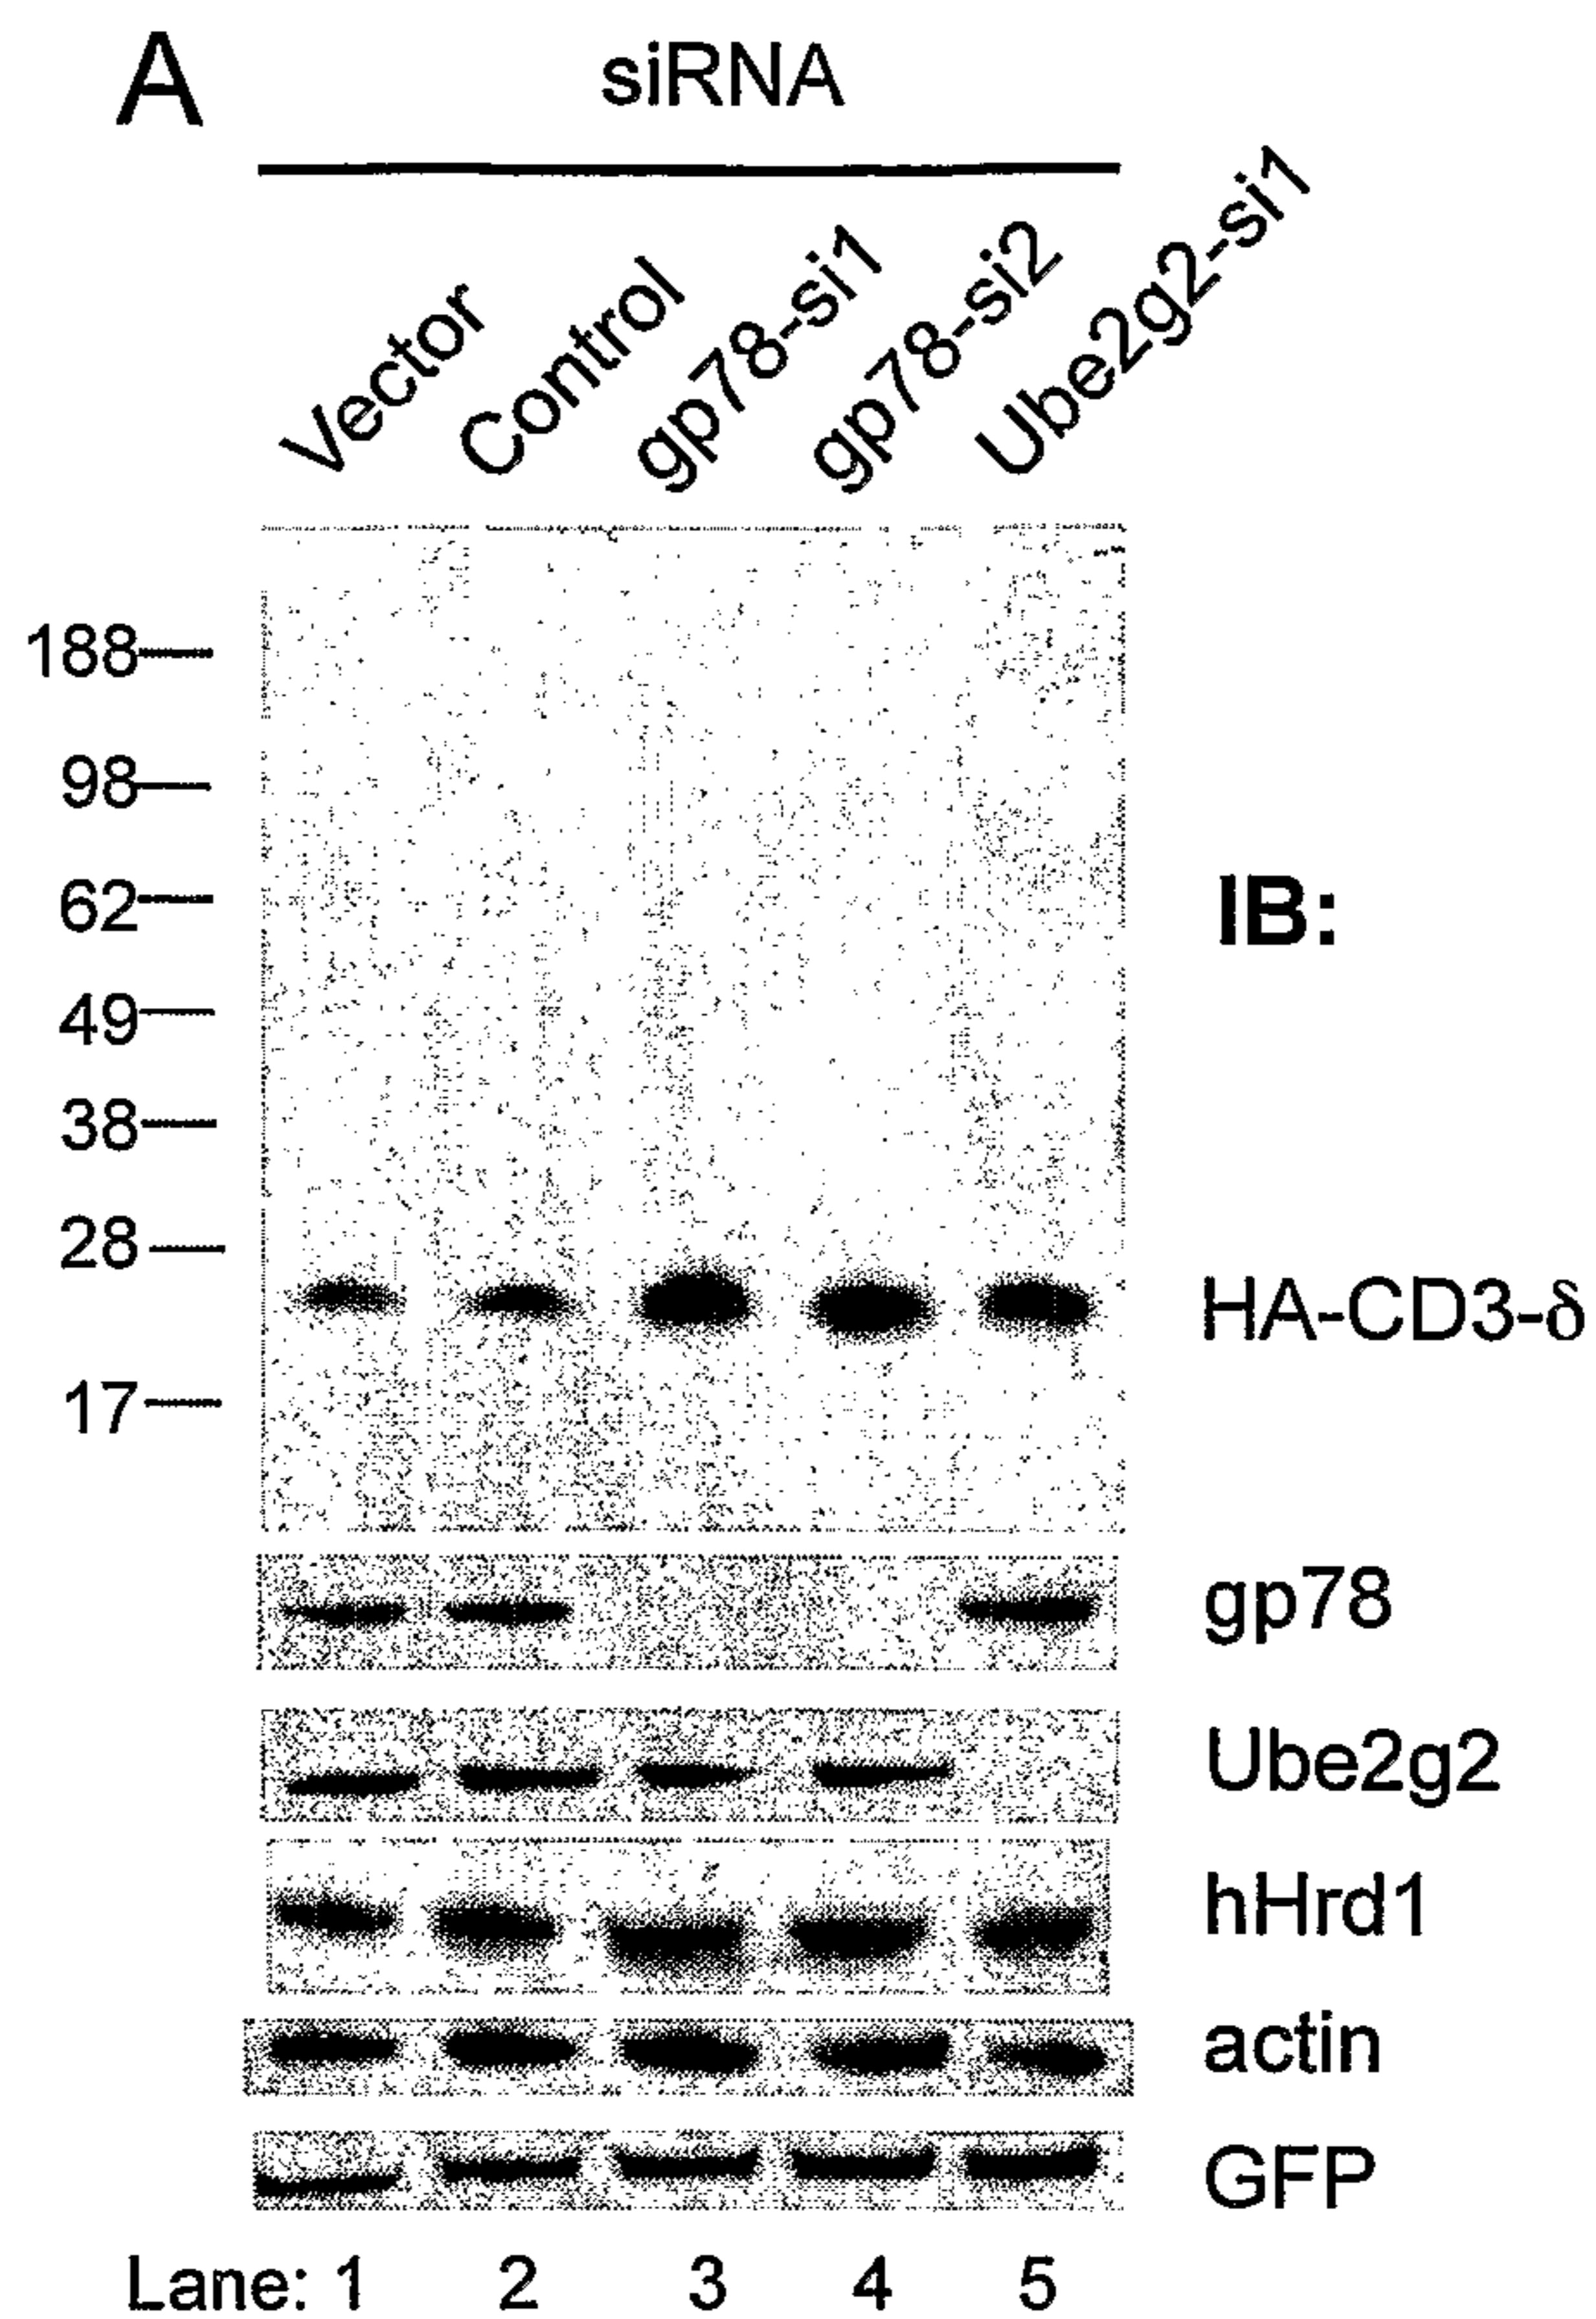 A
siRNA
Vector
Control
gp78-si1
gp78-si2
Ube2g2-si1
188
98
62
49
38
28
17
IB:
HA-CD3-δ
gp78
Ube2g2
hHrd1
actin
GFP
Lane: 1 2 3 4 5